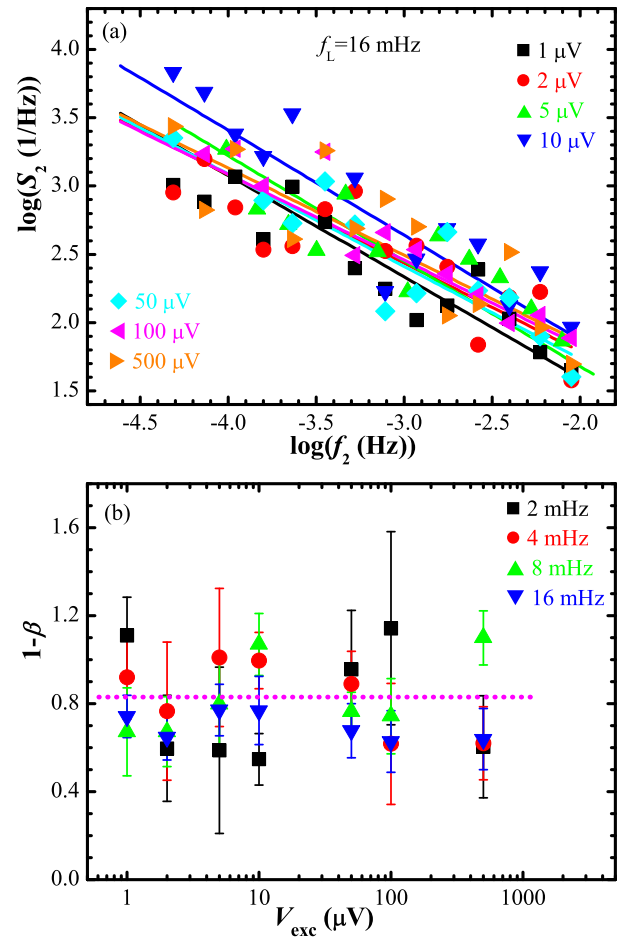 (a)
f_L=16 mHz
1 μV
2 μV
5 μV
10 μV
50 μV
100 μV
500 μV
log(S_2 (1/Hz))
4.0
3.5
3.0
2.5
2.0
1.5
-4.5 -4.0 -3.5 -3.0 -2.5 -2.0
log(f_2 (Hz))
(b)
2 mHz
4 mHz
8 mHz
16 mHz
1-β
1.6
1.2
0.8
0.4
0.0
1 10 100 1000
V_exc (μV)